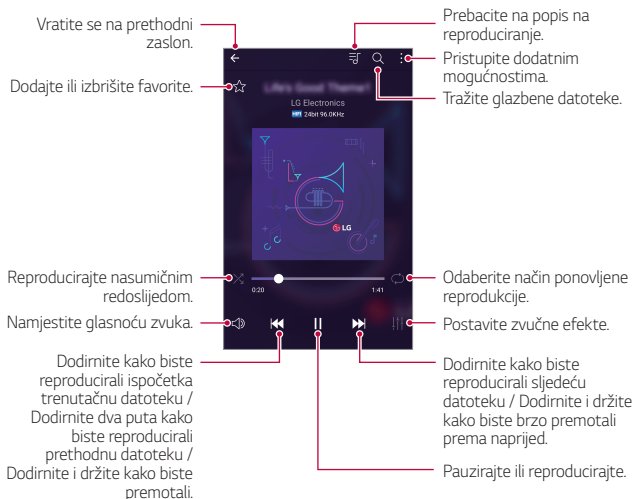 Vratite se na prethodni
zaslon.
Dodajte ili izbrišite favorite.
Prebacite na popis na
reproduciranje.
Pristupite dodatnim
mogućnostima.
Tražite glazbene datoteke.
LG Electronics
HIFI 24bit 96.0KHz
LG
0:20
1:41
Reproducirajte nasumičnim
redoslijedom.
Namjestite glasnoću zvuka.
Odaberite način ponovljene
reprodukcije.
Postavite zvučne efekte.
Dodirnite kako biste
reproducirali ispočetka
trenutačnu datoteku /
Dodirnite dva puta kako
biste reproducirali
prethodnu datoteku /
Dodirnite i držite kako biste
premotali.
Dodirnite kako biste
reproducirali sljedeću
datoteku / Dodirnite i držite
kako biste brzo premotali
prema naprijed.
Pauzirajte ili reproducirajte.